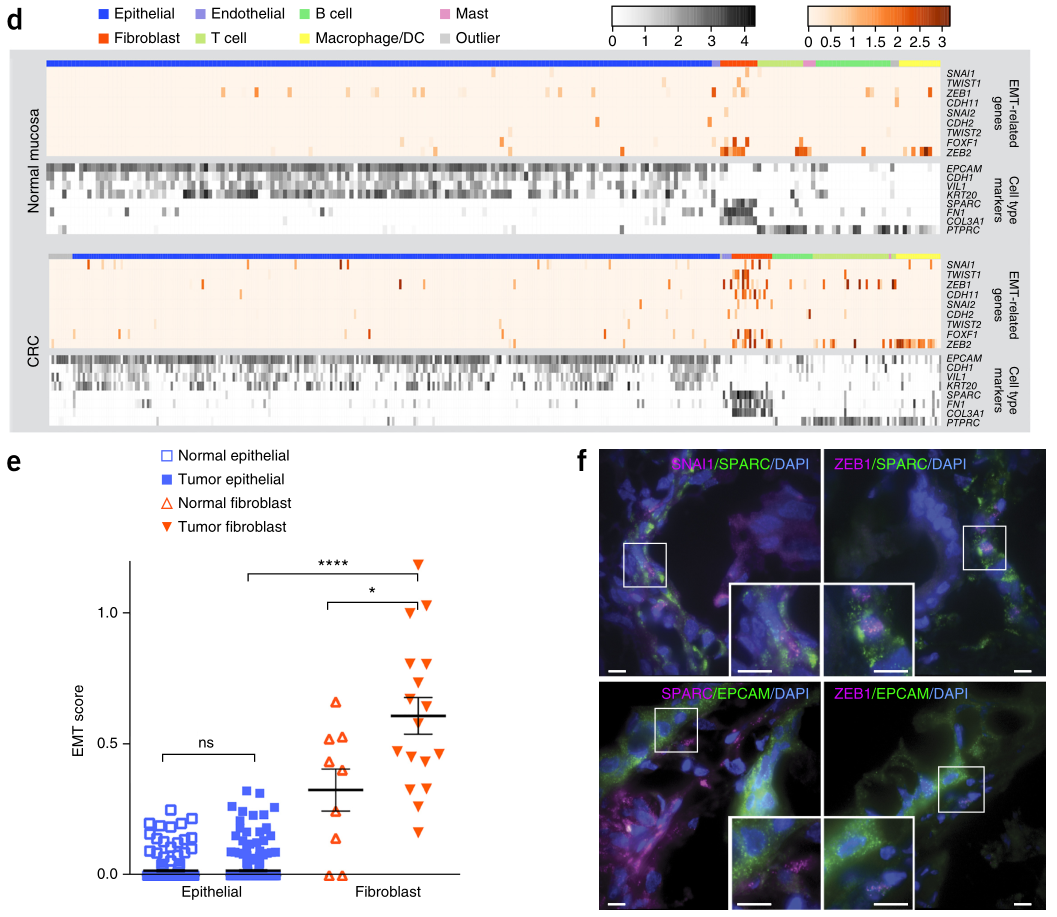 d
Epithelial Endothelial B cell Mast
Fibroblast T cell Macrophage/DC Outlier
0 1 2 3 4
0 0.5 1 1.5 2 2.5 3
Normal mucosa
SNAI1
TWIST1
ZEB1
CDH11
SNAI2
CDH2
TWIST2
FOXF1
ZEB2
EMT-related
genes
EPCAM
CDH1
VIL1
KRT20
SPARC
FN1
COL3A1
PTPRC
Cell type
markers
CRC
SNAI1
TWIST1
ZEB1
CDH11
SNAI2
CDH2
TWIST2
FOXF1
ZEB2
EMT-related
genes
EPCAM
CDH1
VIL1
KRT20
SPARC
FN1
COL3A1
PTPRC
Cell type
markers
e
Normal epithelial
Tumor epithelial
Normal fibroblast
Tumor fibroblast
****
*
ns
EMT score
1.0
0.5
0.0
Epithelial Fibroblast
f
SNAI1/SPARC/DAPI
ZEB1/SPARC/DAPI
SPARC/EPCAM/DAPI
ZEB1/EPCAM/DAPI